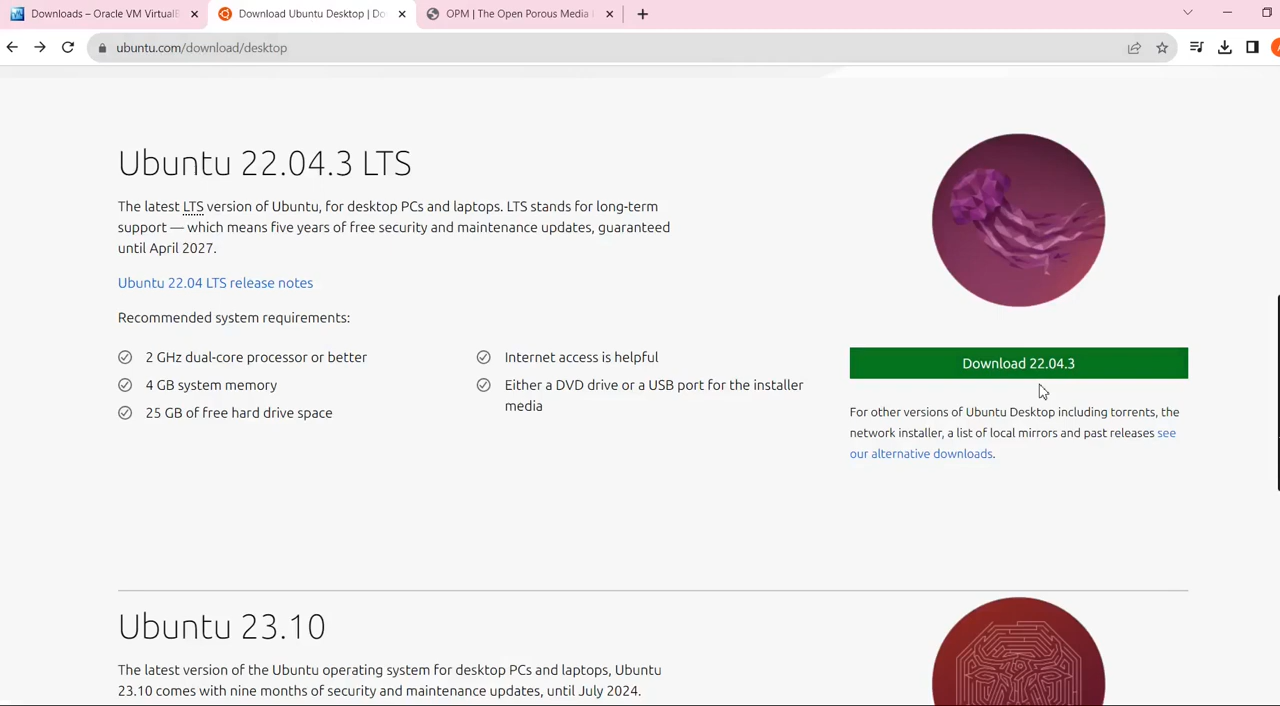 Downloads – Oracle VM VirtualB
Download Ubuntu Desktop | Do
OPM | The Open Porous Media
ubuntu.com/download/desktop
Ubuntu 22.04.3 LTS
The latest LTS version of Ubuntu, for desktop PCs and laptops. LTS stands for long-term
support — which means five years of free security and maintenance updates, guaranteed
until April 2027.
Ubuntu 22.04 LTS release notes
Recommended system requirements:
2 GHz dual-core processor or better
4 GB system memory
25 GB of free hard drive space
Internet access is helpful
Either a DVD drive or a USB port for the installer
media
Download 22.04.3
For other versions of Ubuntu Desktop including torrents, the
network installer, a list of local mirrors and past releases see
our alternative downloads.
Ubuntu 23.10
The latest version of the Ubuntu operating system for desktop PCs and laptops, Ubuntu
23.10 comes with nine months of security and maintenance updates, until July 2024.